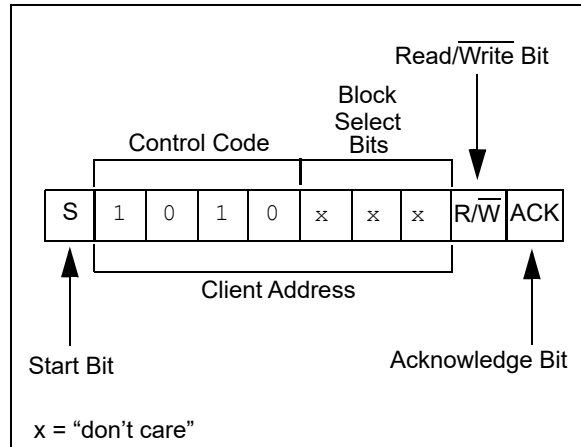 Read/Write Bit
Block
Select
Bits
Control Code
S 1 0 1 0 x x x R/W ACK
Client Address
Start Bit
Acknowledge Bit
x = “don’t care”